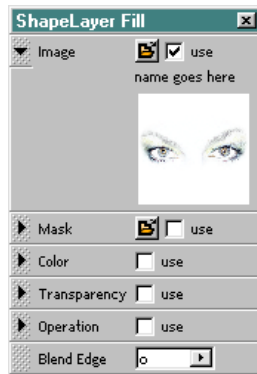 ShapeLayer Fill
Image use
name goes here
Mask use
Color use
Transparency use
Operation use
Blend Edge o